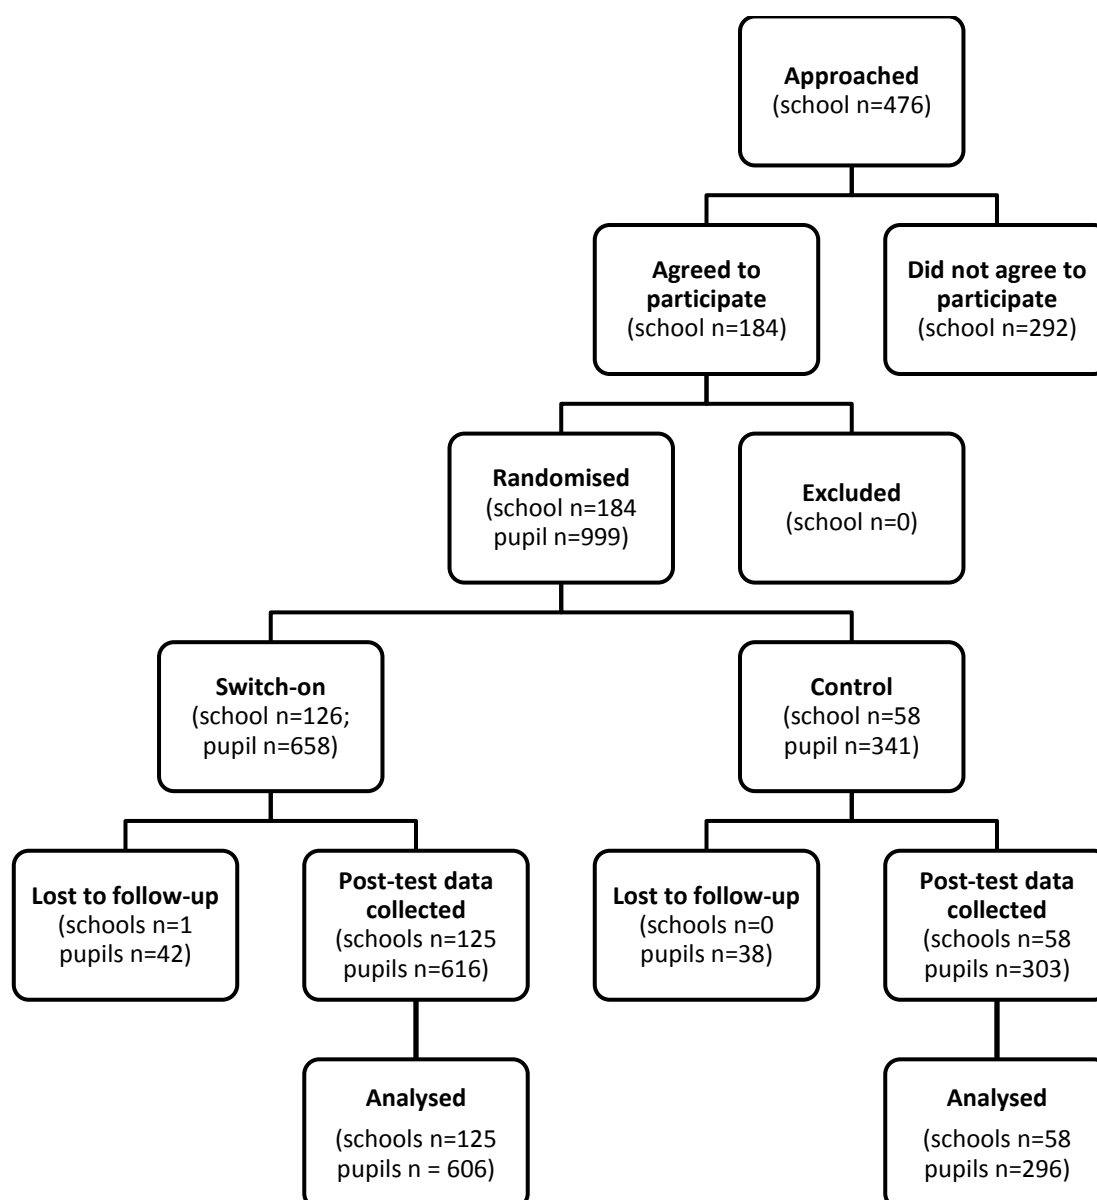 Approached
(school n=476)
Agreed to
participate
(school n=184)
Did not agree to
participate
(school n=292)
Randomised
(school n=184
pupil n=999)
Excluded
(school n=0)
Switch-on
(school n=126;
pupil n=658)
Control
(school n=58
pupil n=341)
Lost to follow-up
(schools n=1
pupils n=42)
Post-test data
collected
(schools n=125
pupils n=616)
Lost to follow-up
(schools n=0
pupils n=38)
Post-test data
collected
(schools n=58
pupils n=303)
Analysed
(schools n=125
pupils n = 606)
Analysed
(schools n=58
pupils n=296)